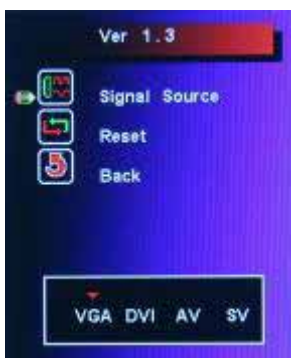 Ver 1.3
Signal Source
Reset
Back
VGA DVI AV SV